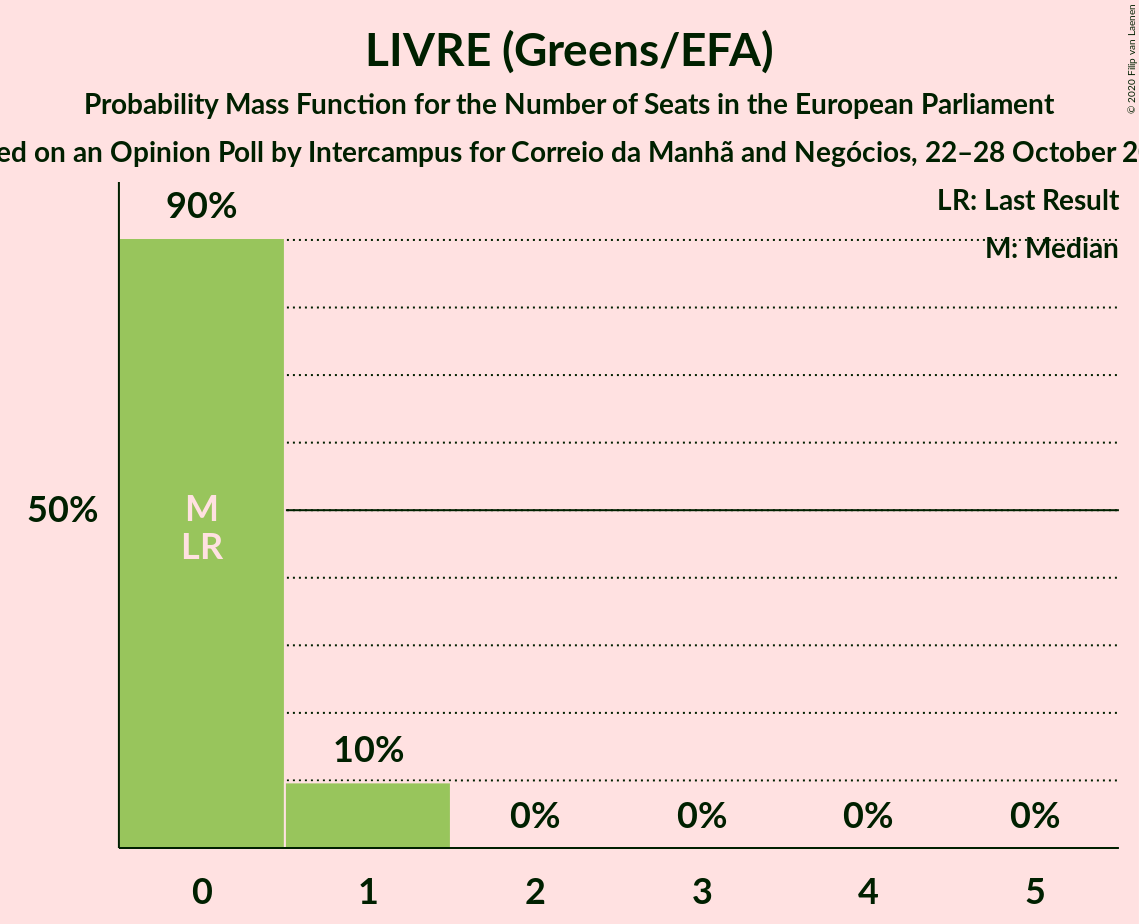 LIVRE (Greens/EFA)
Probability Mass Function for the Number of Seats in the European Parliament
on an Opinion Poll by Intercampus for Correio da Manhã and Negócios, 22–28 October
© 2020 Filip van Laenen
LR: Last Result
M: Median
90%
50%
M
LR
10%
0%
0%
0%
0%
0
1
2
3
4
5